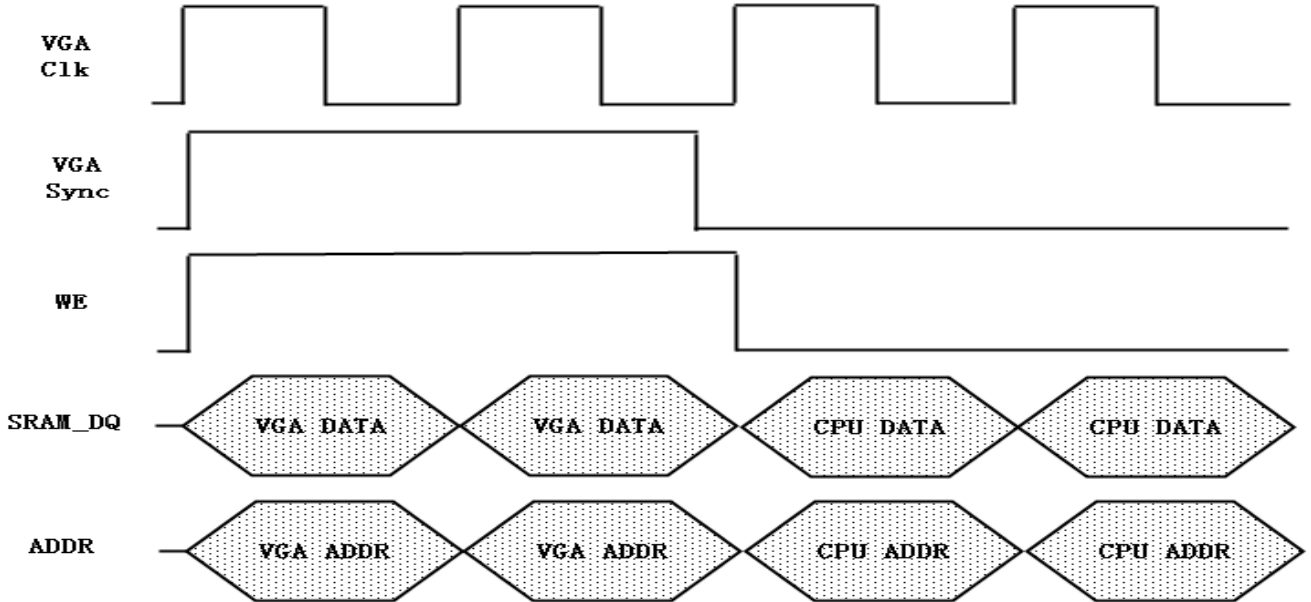 VGA
Clk
VGA
Sync
WE
SRAM_DQ
VGA DATA
VGA DATA
CPU DATA
CPU DATA
ADDR
VGA ADDR
VGA ADDR
CPU ADDR
CPU ADDR